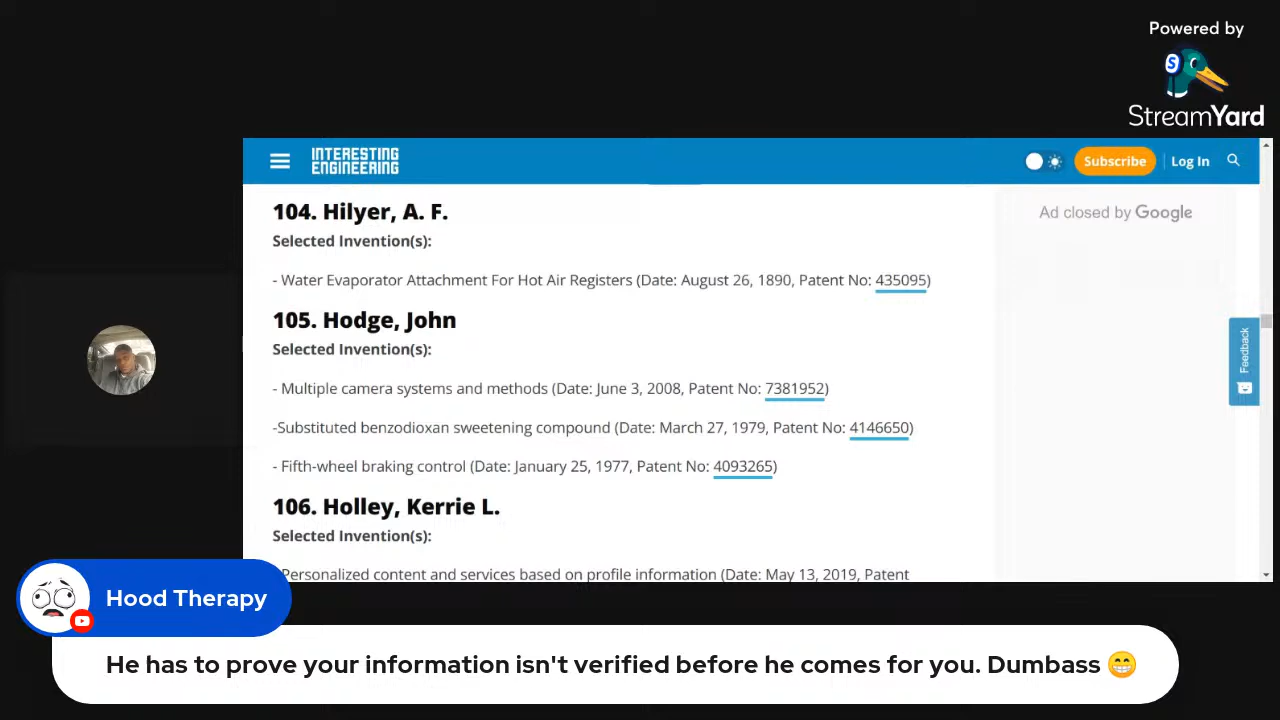 Powered by
StreamYard
INTERESTING
ENGINEERING
Subscribe
Log In
104. Hilyer, A. F.
Selected Invention(s):
- Water Evaporator Attachment For Hot Air Registers (Date: August 26, 1890, Patent No: 435095)
105. Hodge, John
Selected Invention(s):
- Multiple camera systems and methods (Date: June 3, 2008, Patent No: 7381952)
-Substituted benzodioxan sweetening compound (Date: March 27, 1979, Patent No: 4146650)
- Fifth-wheel braking control (Date: January 25, 1977, Patent No: 4093265)
106. Holley, Kerrie L.
Selected Invention(s):
Personalized content and services based on profile information (Date: May 13, 2019, Patent
Ad closed by Google
Feedback
Hood Therapy
He has to prove your information isn't verified before he comes for you. Dumbass 😁